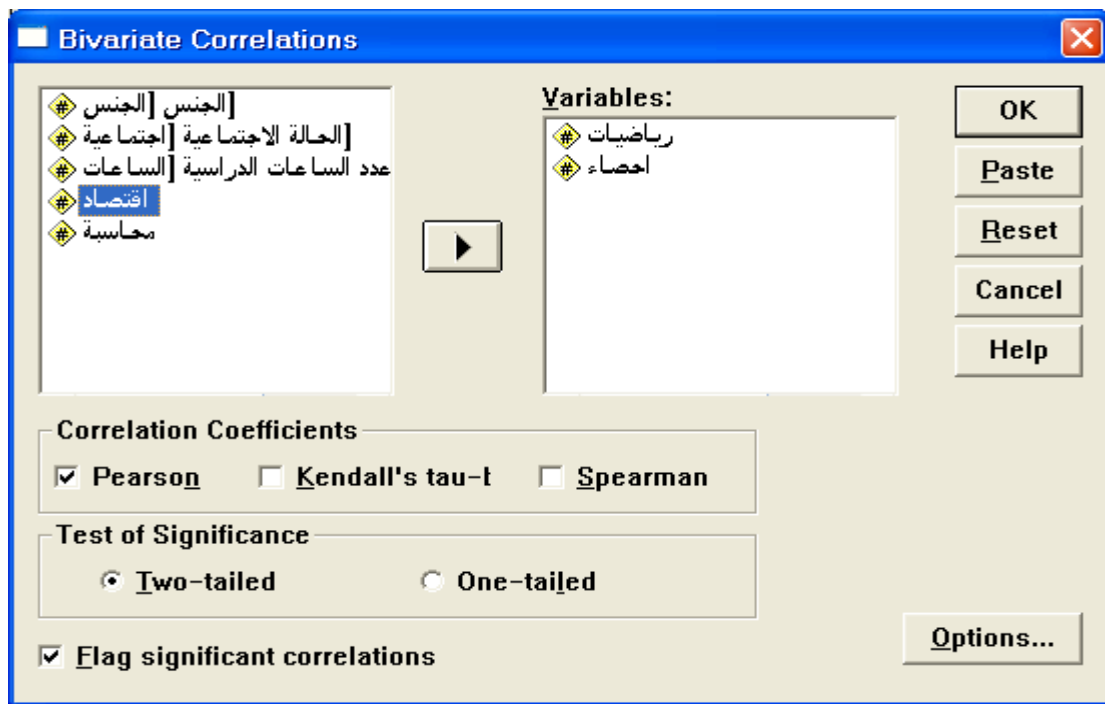 Bivariate Correlations
الجنس [الجنس]
الحالة الاجتماعية [اجتماعية]
عدد الساعات الدراسية [الساعات
اقتصاد
محاسبة
Variables:
رياضيات
احصاء
OK
Paste
Reset
Cancel
Help
Correlation Coefficients
Pearson Kendall's tau-t Spearman
Test of Significance
Two-tailed One-tailed
Flag significant correlations
Options...